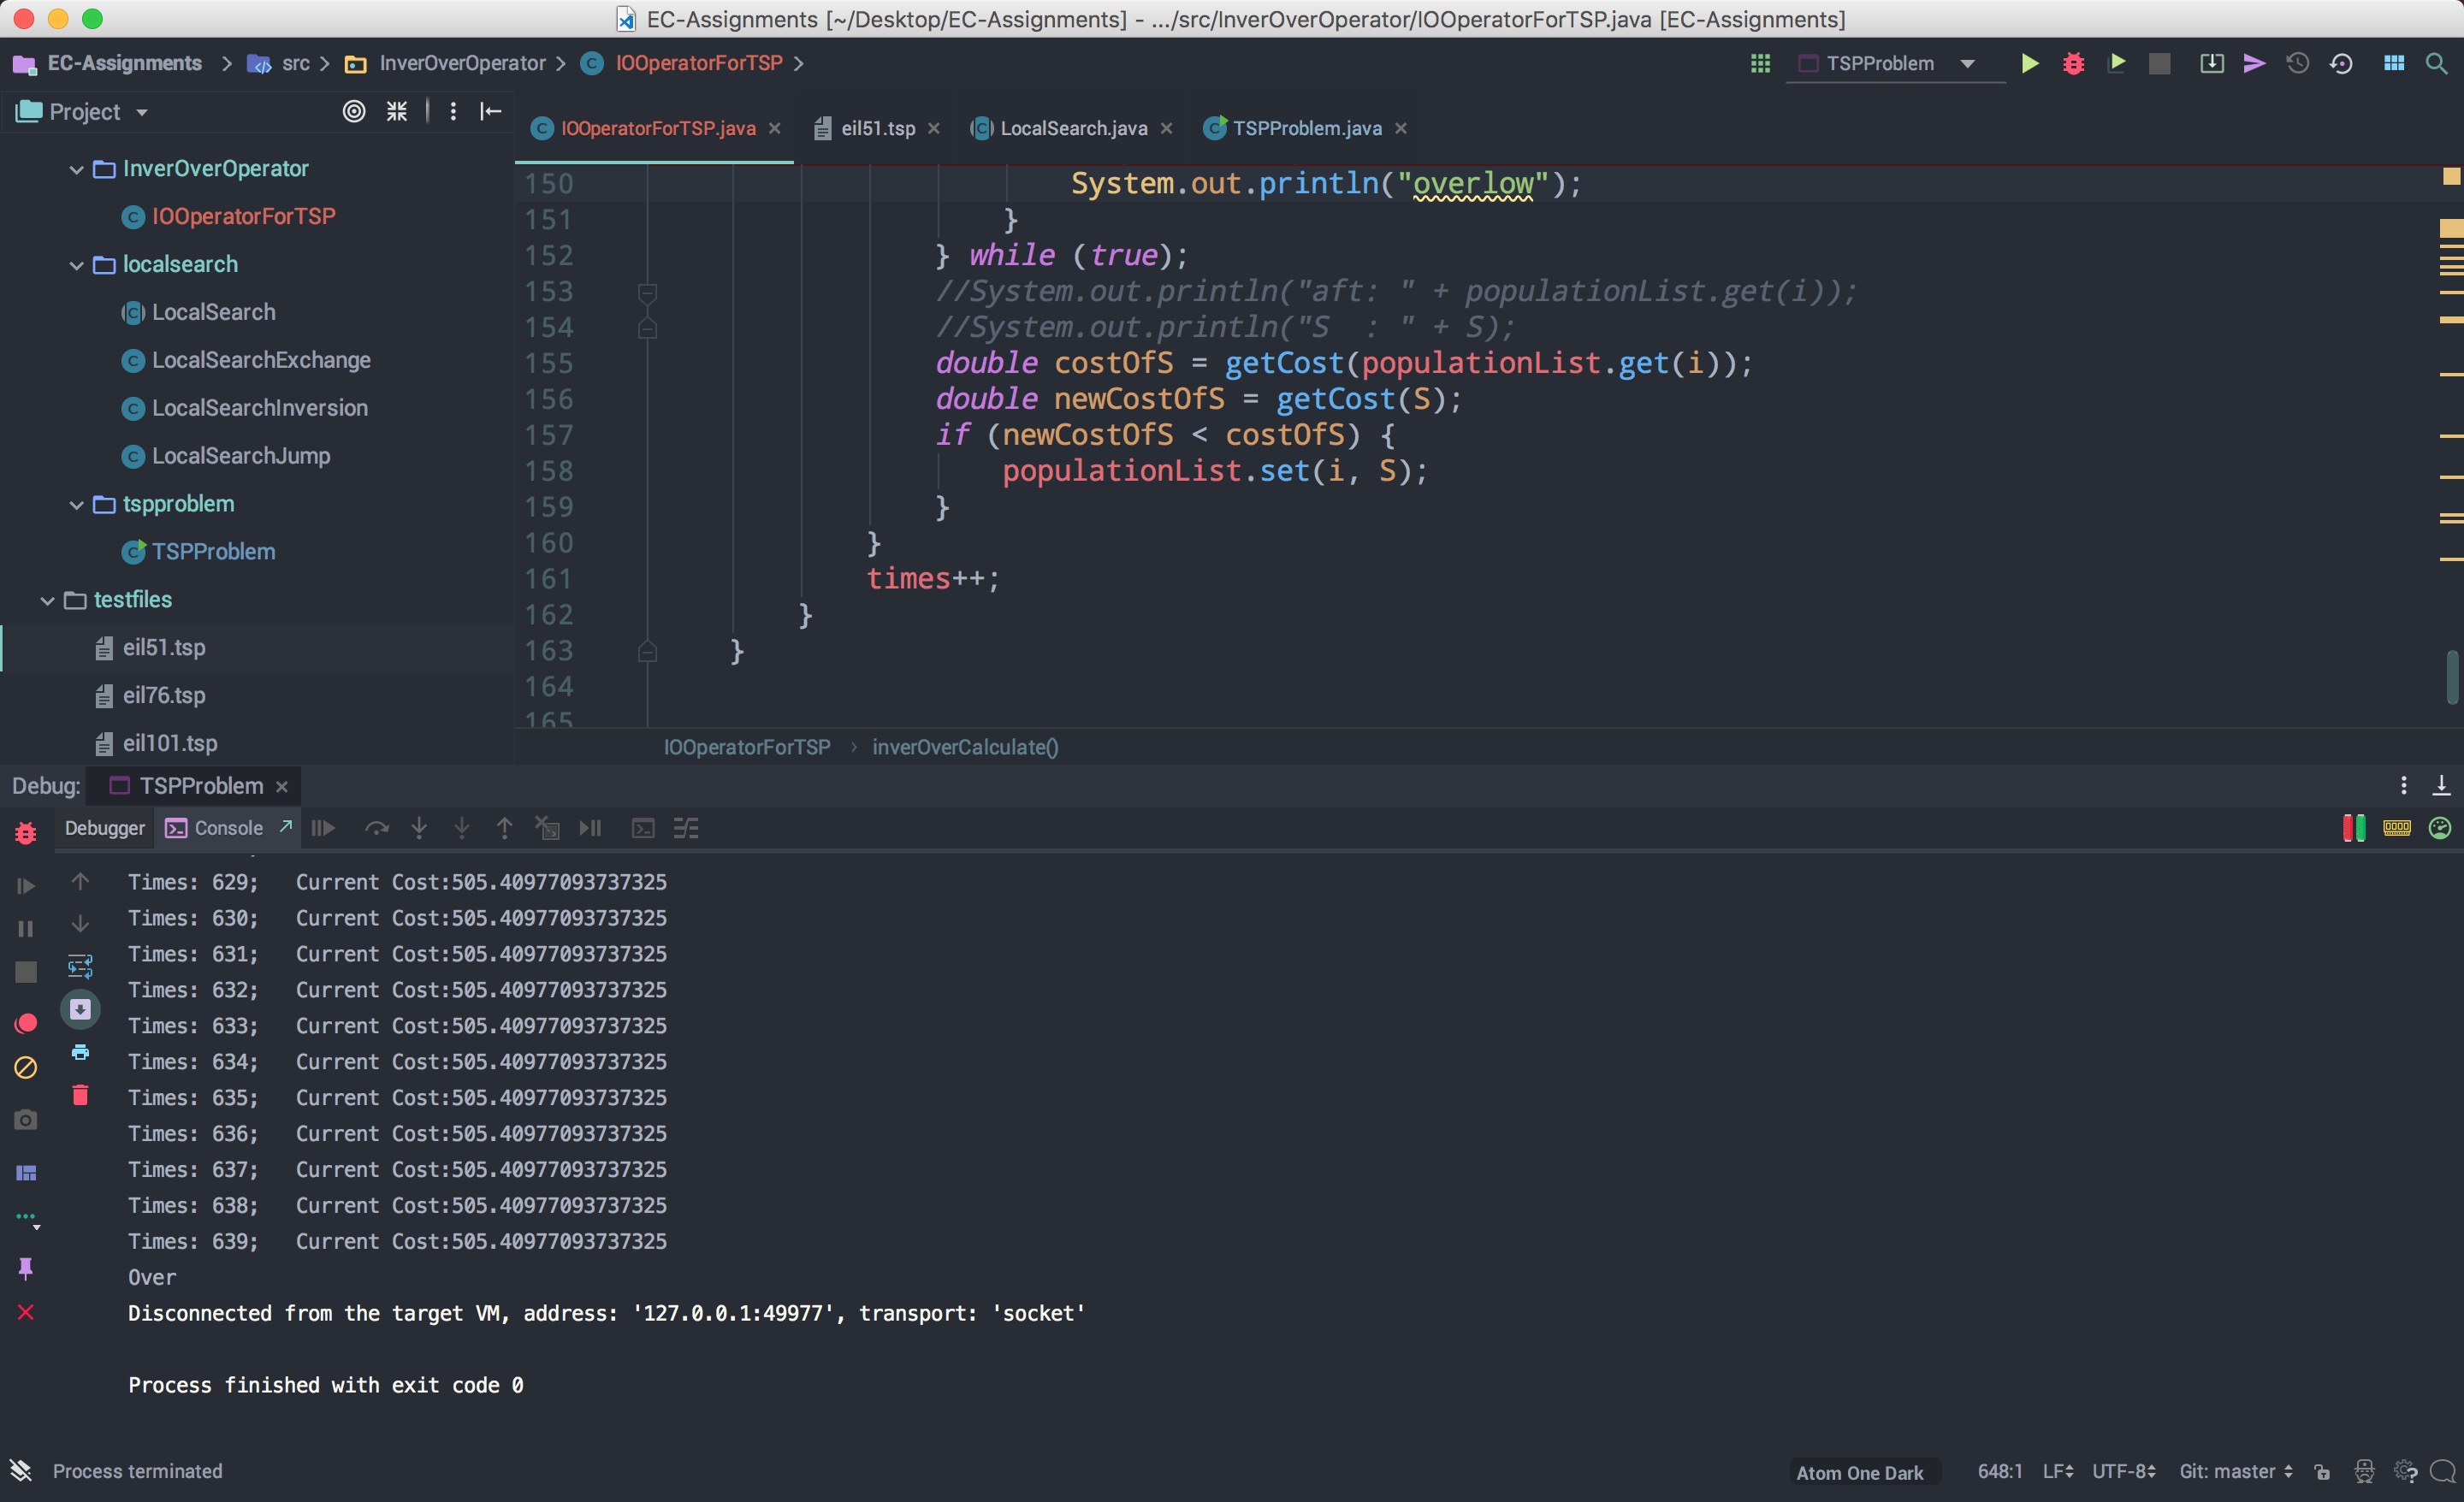 EC-Assignments [~/Desktop/EC-Assignments] - .../src/InverOverOperator/IOOperatorForTSP.java [EC-Assignments]
EC-Assignments src InverOverOperator IOOperatorForTSP TSPProblem
Project
IOOperatorForTSP.java eil51.tsp LocalSearch.java TSPProblem.java
InverOverOperator
IOOperatorForTSP
localsearch
LocalSearch
LocalSearchExchange
LocalSearchInversion
LocalSearchJump
tspproblem
TSPProblem
testfiles
eil51.tsp
eil76.tsp
eil101.tsp
150 System.out.println("overlow");
151 }
152 } while (true);
153 //System.out.println("aft: " + populationList.get(i));
154 //System.out.println("S  : " + S);
155 double costOfS = getCost(populationList.get(i));
156 double newCostOfS = getCost(S);
157 if (newCostOfS < costOfS) {
158 populationList.set(i, S);
159 }
160 }
161 times++;
162 }
163 }
164
165
IOOperatorForTSP › inverOverCalculate()
Debug: TSPProblem
Debugger Console
Times: 629;   Current Cost:505.40977093737325
Times: 630;   Current Cost:505.40977093737325
Times: 631;   Current Cost:505.40977093737325
Times: 632;   Current Cost:505.40977093737325
Times: 633;   Current Cost:505.40977093737325
Times: 634;   Current Cost:505.40977093737325
Times: 635;   Current Cost:505.40977093737325
Times: 636;   Current Cost:505.40977093737325
Times: 637;   Current Cost:505.40977093737325
Times: 638;   Current Cost:505.40977093737325
Times: 639;   Current Cost:505.40977093737325
Over
Disconnected from the target VM, address: '127.0.0.1:49977', transport: 'socket'
Process finished with exit code 0
Process terminated Atom One Dark 648:1 LF UTF-8 Git: master